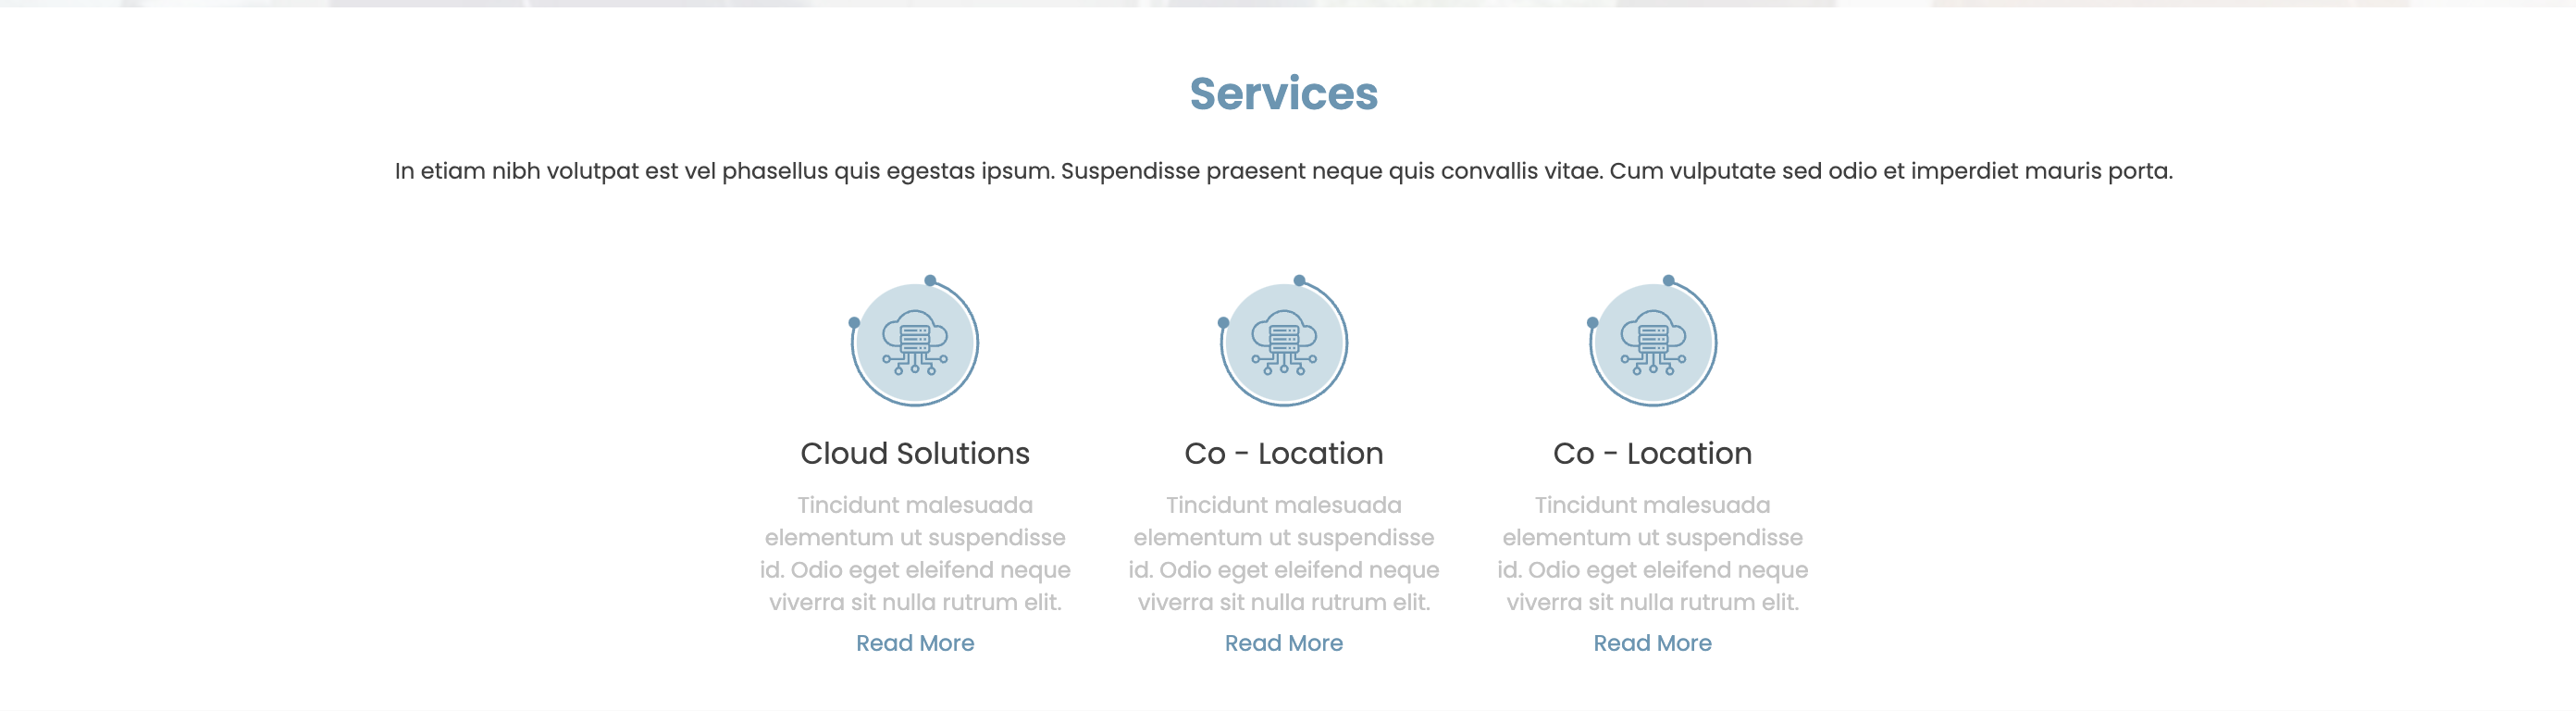 Services
In etiam nibh volutpat est vel phasellus quis egestas ipsum. Suspendisse praesent neque quis convallis vitae. Cum vulputate sed odio et imperdiet mauris porta.
Cloud Solutions
Tincidunt malesuada
elementum ut suspendisse
id. Odio eget eleifend neque
viverra sit nulla rutrum elit.
Read More
Co - Location
Tincidunt malesuada
elementum ut suspendisse
id. Odio eget eleifend neque
viverra sit nulla rutrum elit.
Read More
Co - Location
Tincidunt malesuada
elementum ut suspendisse
id. Odio eget eleifend neque
viverra sit nulla rutrum elit.
Read More